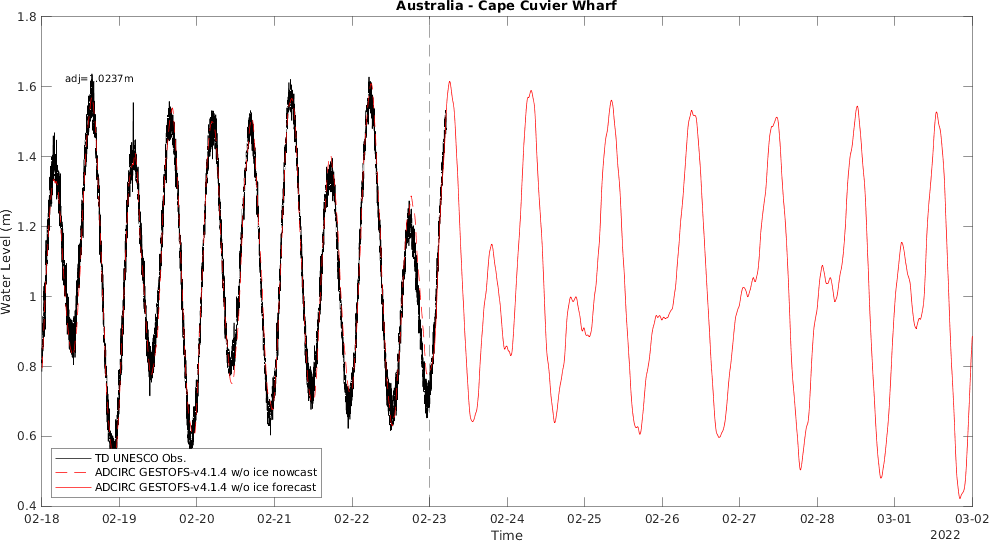 Australia - Cape Cuvier Wharf
1.8
1.6
1.4
1.2
1
0.8
0.6
0.4
Water Level (m)
adj=1.0237m
TD UNESCO Obs.
ADCIRC GESTOFS-v4.1.4 w/o ice nowcast
ADCIRC GESTOFS-v4.1.4 w/o ice forecast
02-18 02-19 02-20 02-21 02-22 02-23 02-24 02-25 02-26 02-27 02-28 03-01 03-02
Time
2022